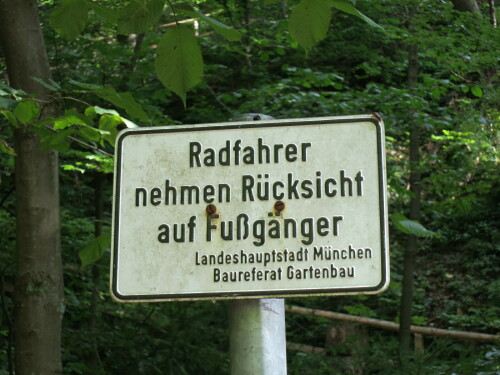 Radfahrer
nehmen Rücksicht
auf Fußgänger
Landeshauptstadt München
Baureferat Gartenbau